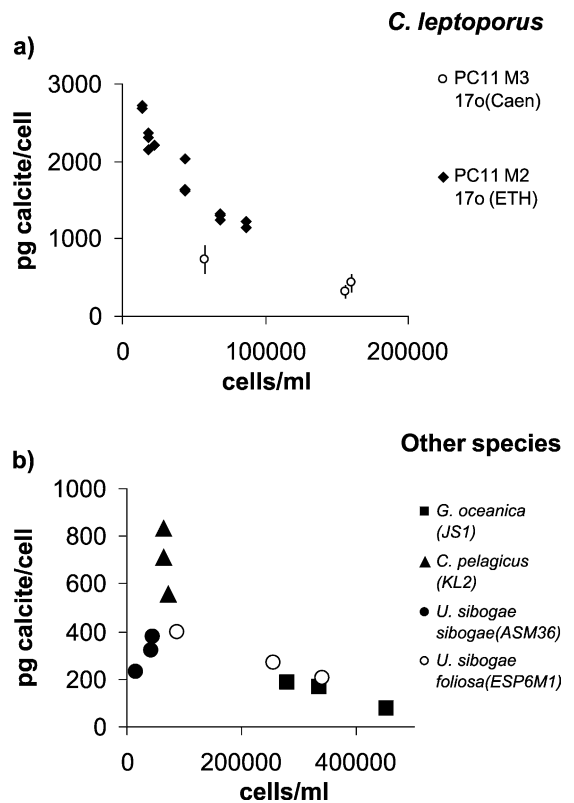 C. leptoporus
a)
PC11 M3
17o(Caen)
PC11 M2
17o (ETH)
pg calcite/cell
3000
2000
1000
0
0 100000 200000
cells/ml
Other species
b)
G. oceanica
(JS1)
C. pelagicus
(KL2)
U. sibogae
sibogae(ASM36)
U. sibogae
foliosa(ESP6M1)
pg calcite/cell
1000
800
600
400
200
0
0 200000 400000
cells/ml